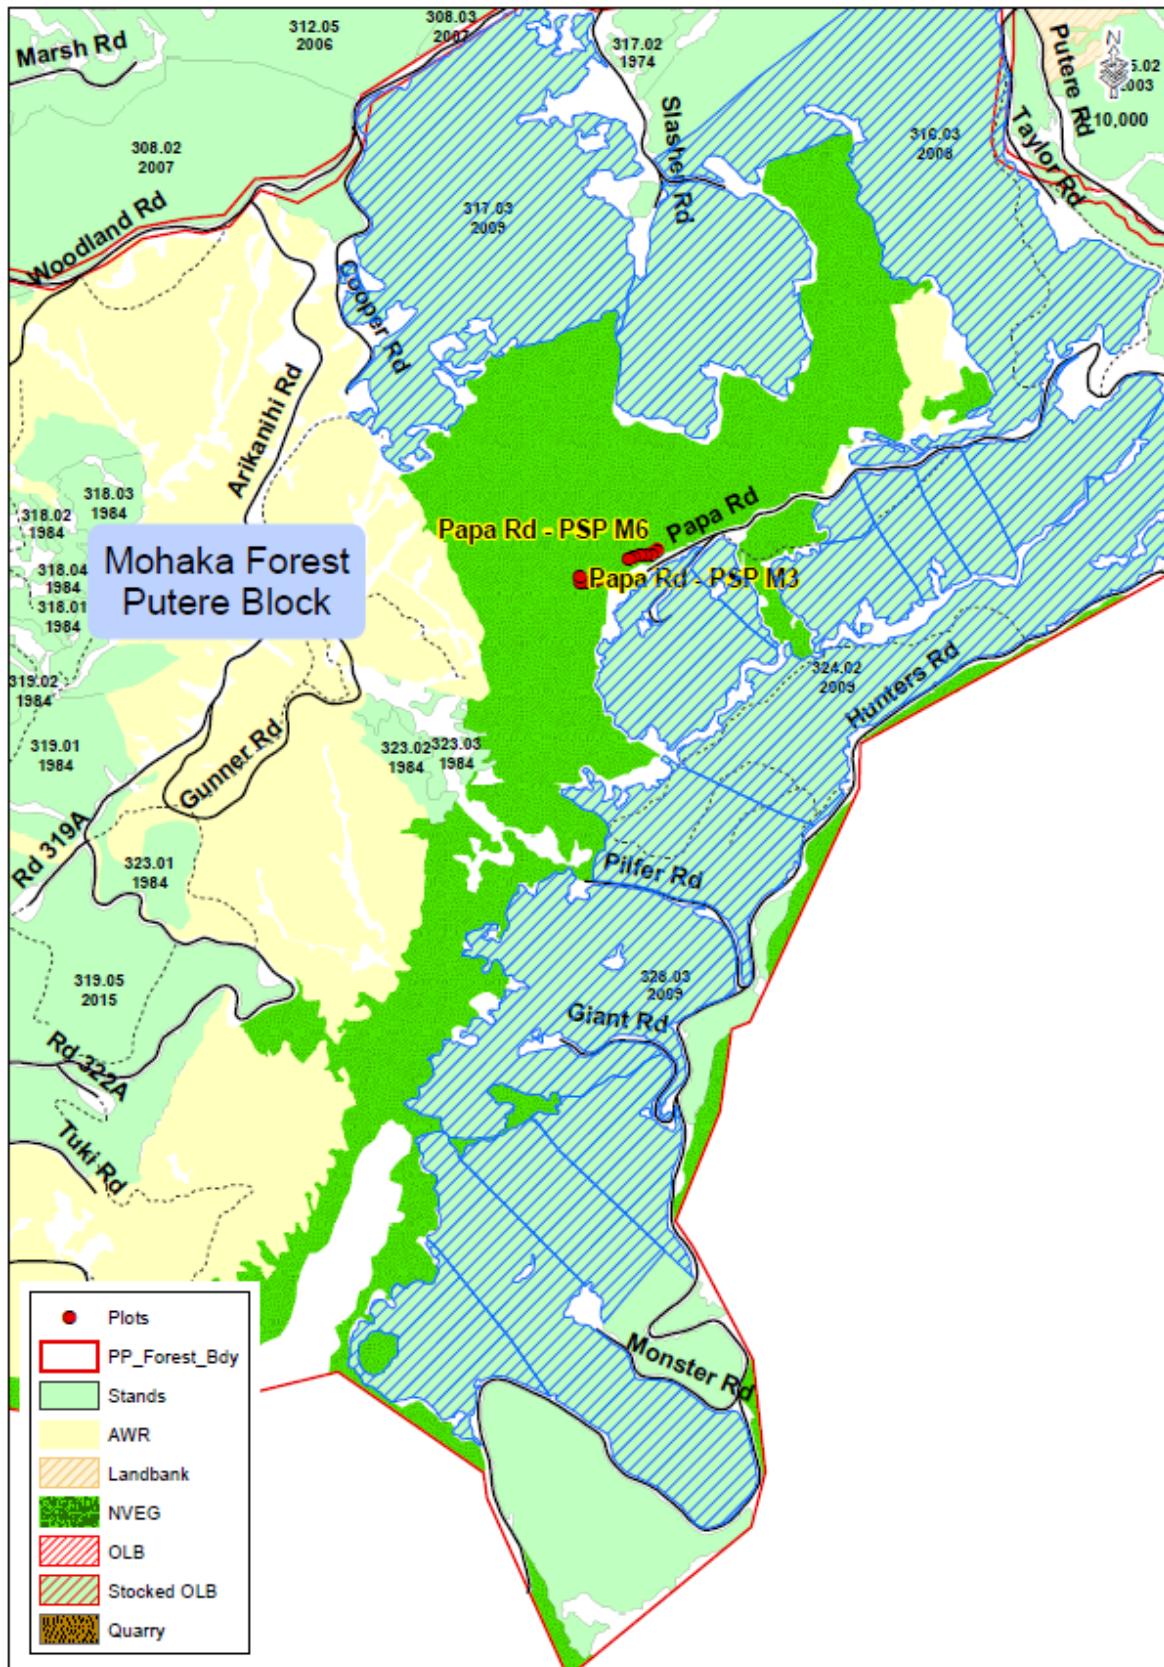 Marsh Rd
312.05
2006
308.03
2007
317.02
1974
Putere Rd
N
5.02
2003
10,000
308.02
2007
Slasher Rd
316.03
2008
Taylor Rd
Woodland Rd
317.03
2009
Cooper Rd
Arikanihi Rd
318.03
1984
318.02
1984
318.04
1984
318.01
1984
Mohaka Forest
Putere Block
Papa Rd - PSP M6
Papa Rd
Papa Rd - PSP M3
319.02
1984
324.02
2009
Hunters Rd
319.01
1984
Gunner Rd
323.02
1984
323.03
1984
Rd 319A
323.01
1984
Pilfer Rd
319.05
2015
328.03
2009
Giant Rd
Rd 322A
Tuki Rd
Monster Rd
Plots
PP_Forest_Bdy
Stands
AWR
Landbank
NVEG
OLB
Stocked OLB
Quarry